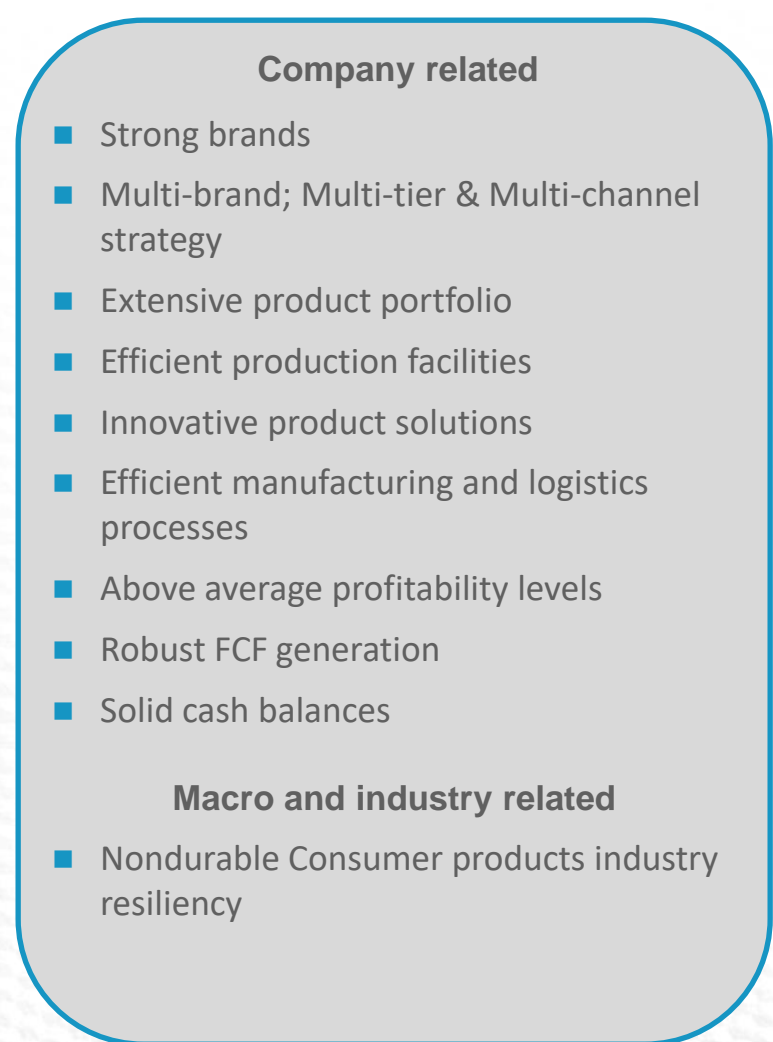 Company related
■ Strong brands
■ Multi-brand; Multi-tier & Multi-channel
strategy
■ Extensive product portfolio
■ Efficient production facilities
■ Innovative product solutions
■ Efficient manufacturing and logistics
processes
■ Above average profitability levels
■ Robust FCF generation
■ Solid cash balances
Macro and industry related
■ Nondurable Consumer products industry
resiliency